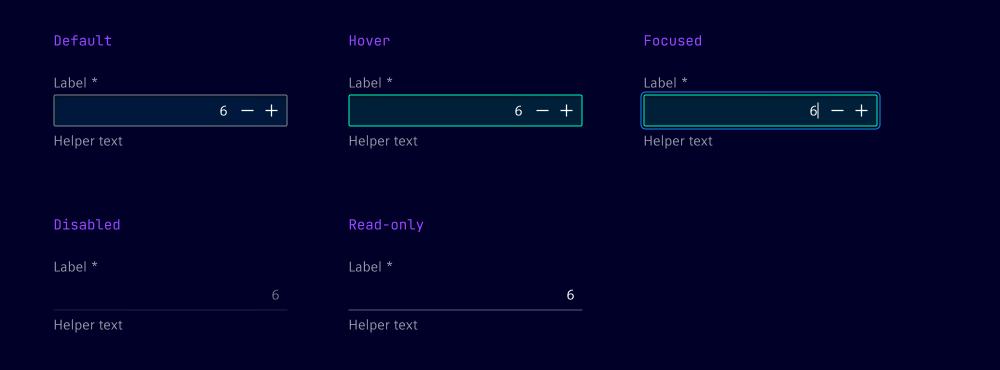 Default Hover Focused
Label * Label * Label *
6 − + 6 − + 6 − +
Helper text Helper text Helper text
Disabled Read-only
Label * Label *
6 6
Helper text Helper text